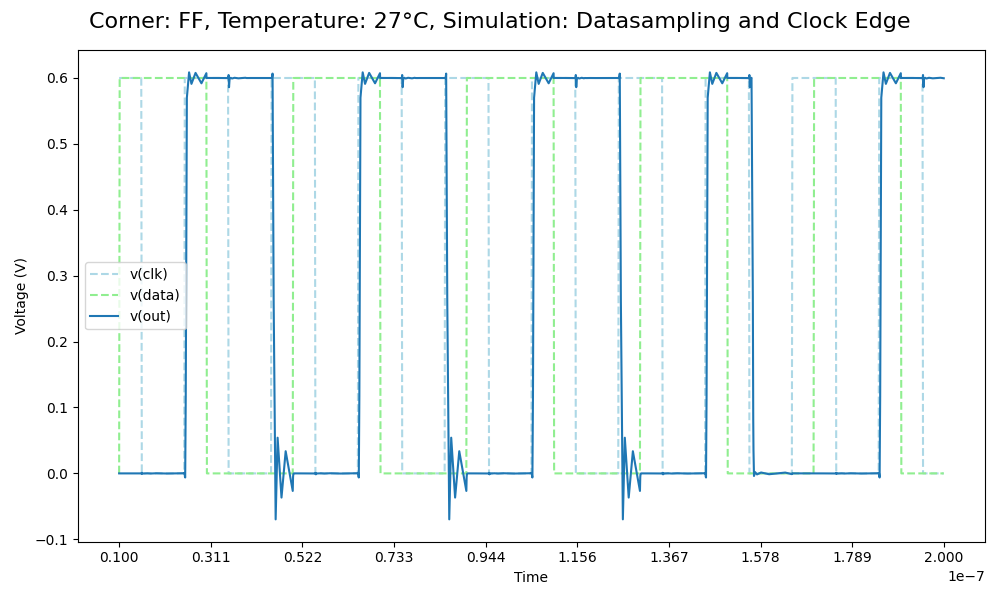 Corner: FF, Temperature: 27°C, Simulation: Datasampling and Clock Edge
Voltage (V)
0.6
0.5
0.4
0.3
0.2
0.1
0.0
−0.1
v(clk)
v(data)
v(out)
0.100 0.311 0.522 0.733 0.944 1.156 1.367 1.578 1.789 2.000
Time
1e−7